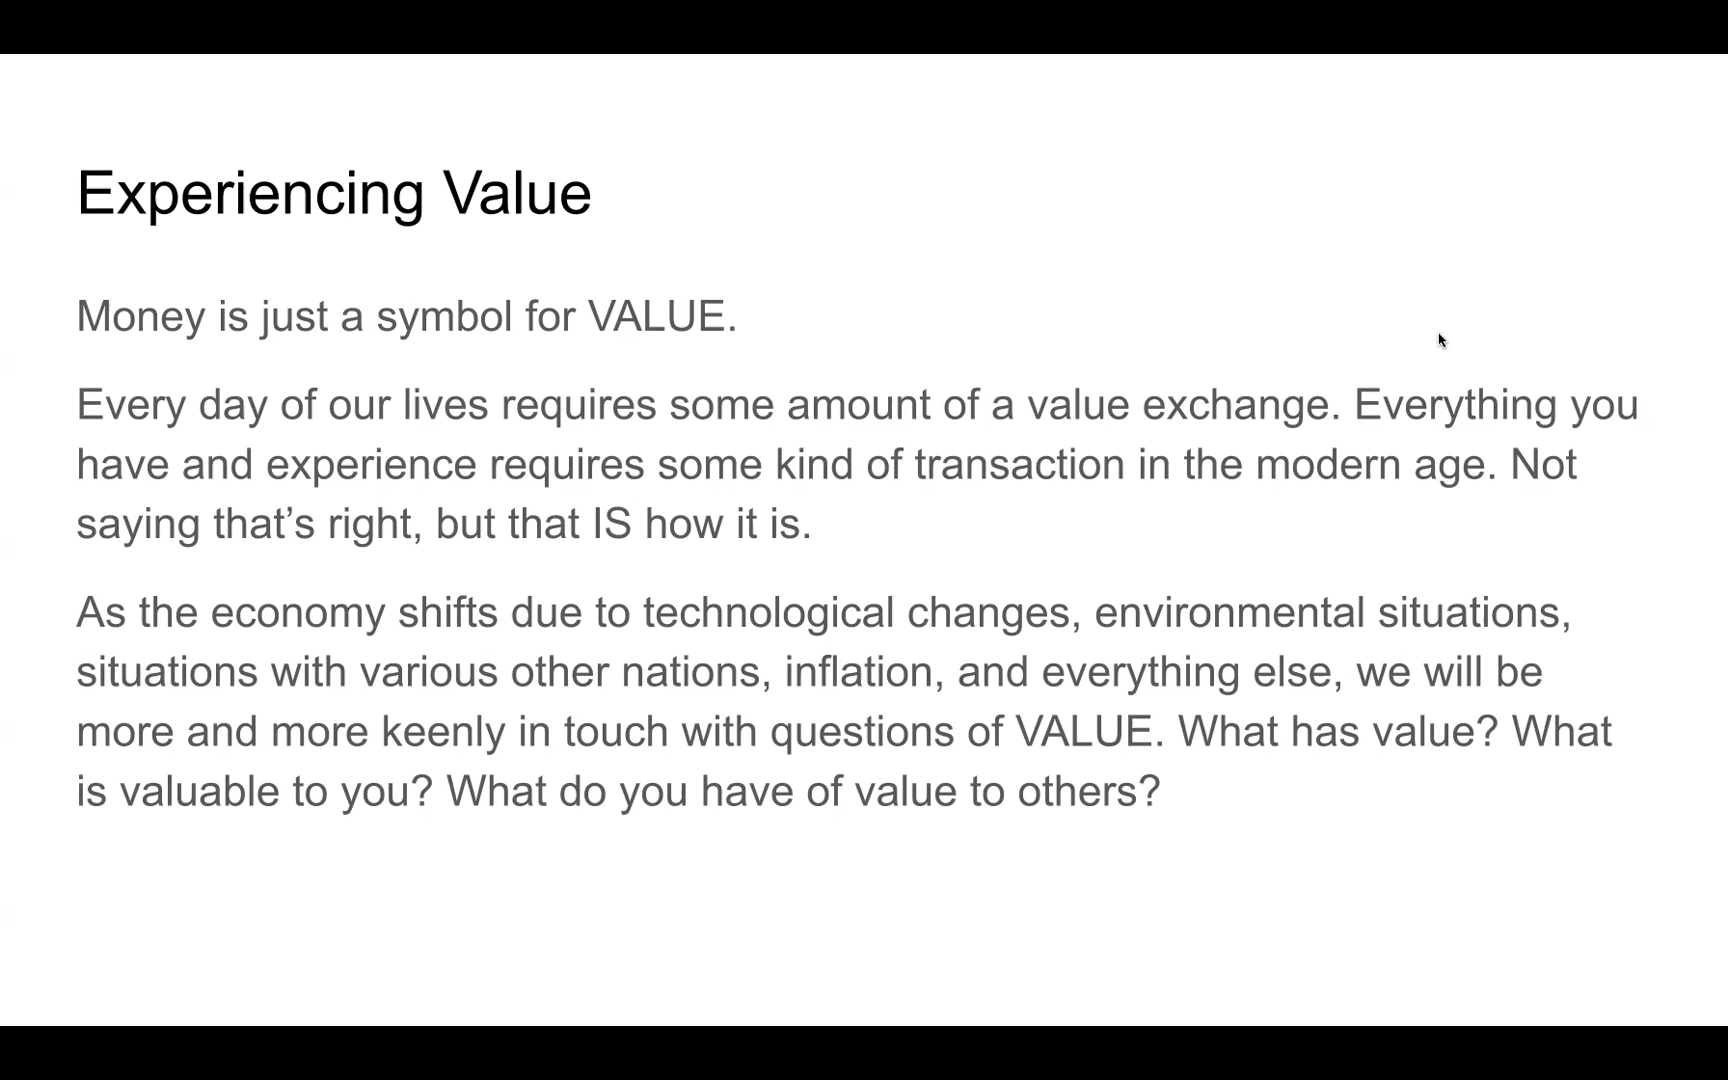 Experiencing Value
Money is just a symbol for VALUE.
Every day of our lives requires some amount of a value exchange. Everything you
have and experience requires some kind of transaction in the modern age. Not
saying that’s right, but that IS how it is.
As the economy shifts due to technological changes, environmental situations,
situations with various other nations, inflation, and everything else, we will be
more and more keenly in touch with questions of VALUE. What has value? What
is valuable to you? What do you have of value to others?